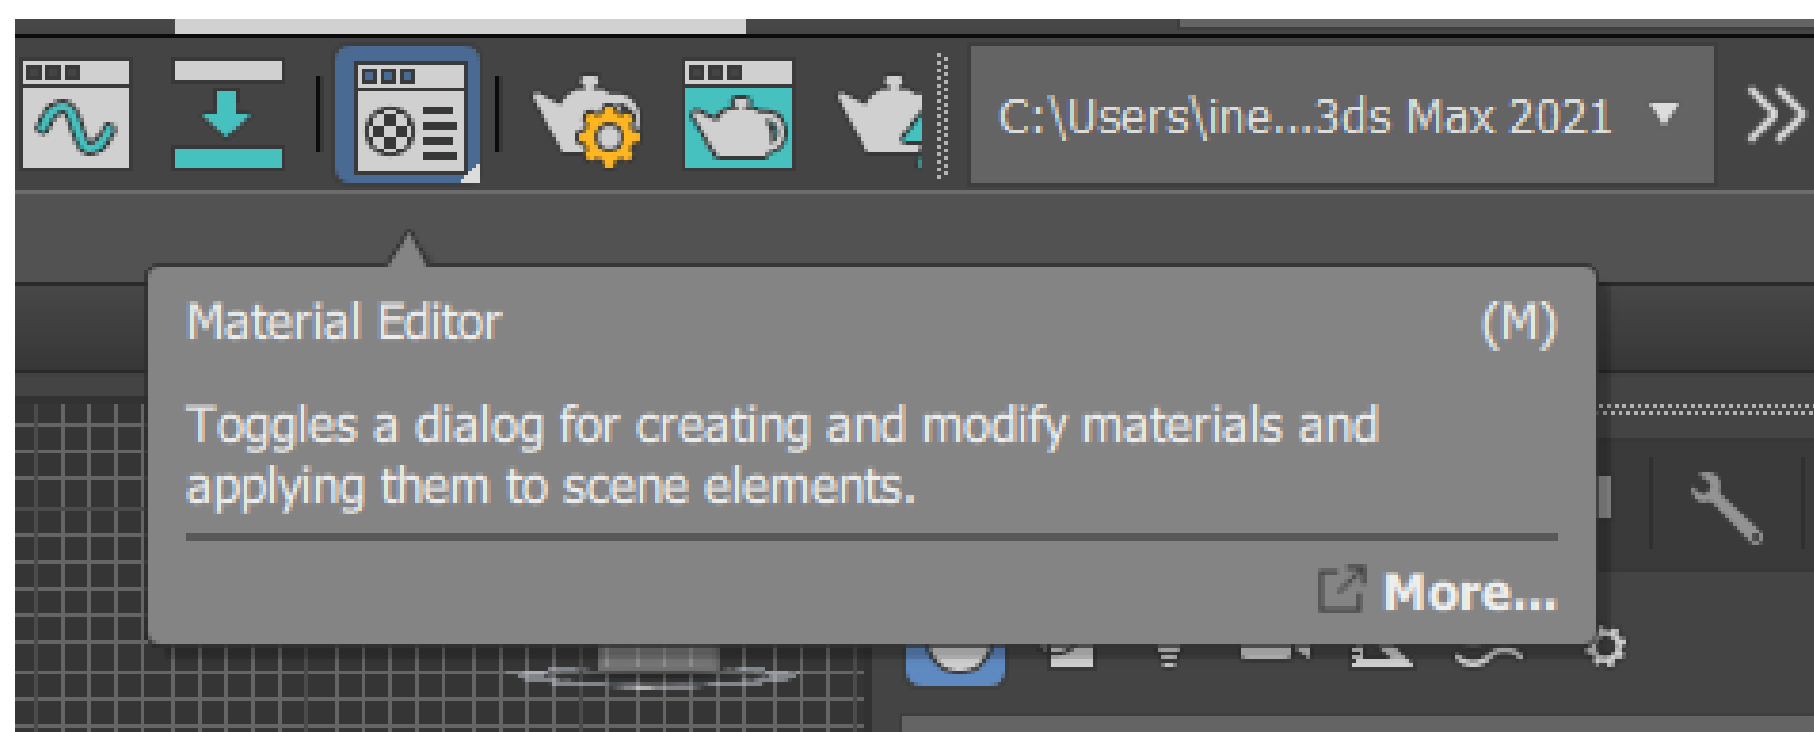 C:\Users\ine...3ds Max 2021
Material Editor (M)
Toggles a dialog for creating and modify materials and
applying them to scene elements.
More...